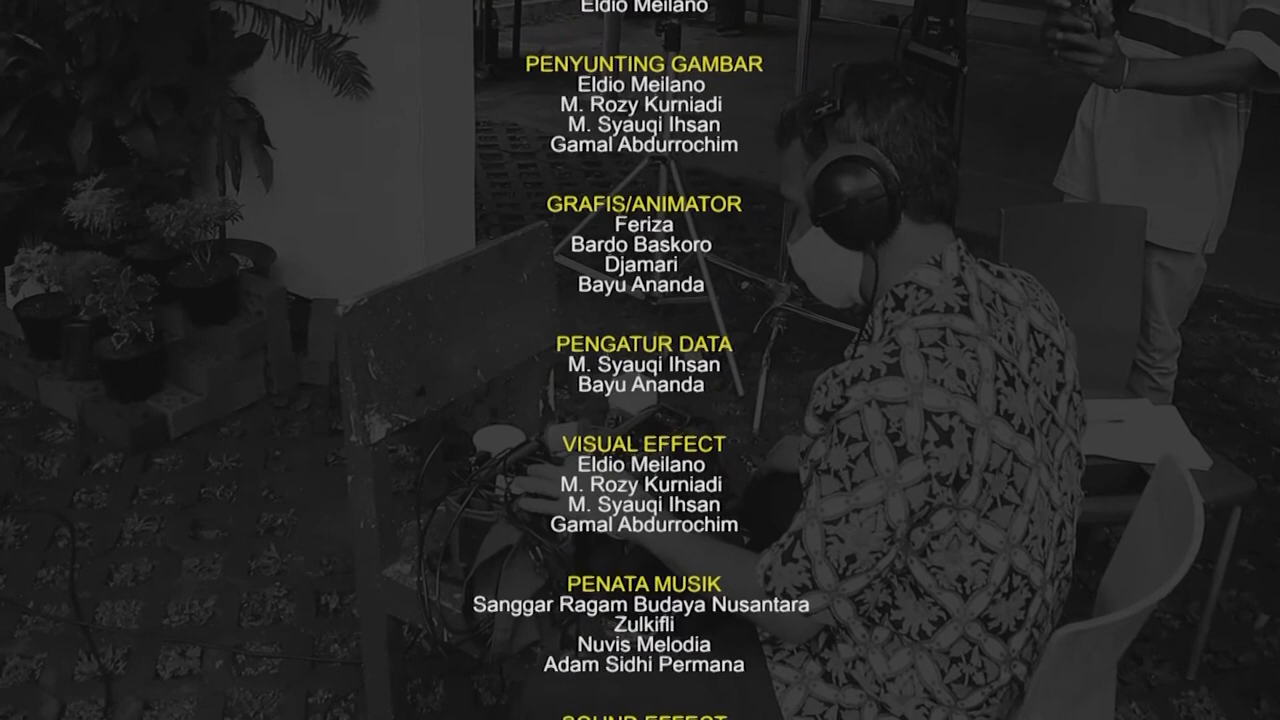 Eldio Meilano
PENYUNTING GAMBAR
Eldio Meilano
M. Rozy Kurniadi
M. Syauqi Ihsan
Gamal Abdurrochim
GRAFIS/ANIMATOR
Feriza
Bardo Baskoro
Djamari
Bayu Ananda
PENGATUR DATA
M. Syauqi Ihsan
Bayu Ananda
VISUAL EFFECT
Eldio Meilano
M. Rozy Kurniadi
M. Syauqi Ihsan
Gamal Abdurrochim
PENATA MUSIK
Sanggar Ragam Budaya Nusantara
Zulkifli
Nuvis Melodia
Adam Sidhi Permana
SOUND EFFECT